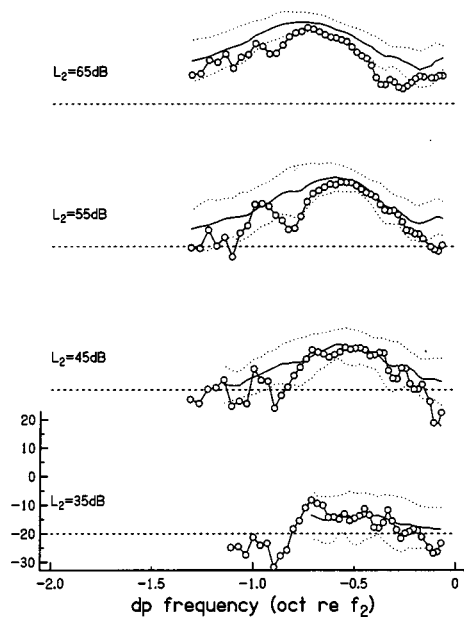 L₂=65dB
L₂=55dB
L₂=45dB
20
10
0
-10
L₂=35dB
-20
-30
-2.0 -1.5 -1.0 -0.5 0
dp frequency (oct re f₂)